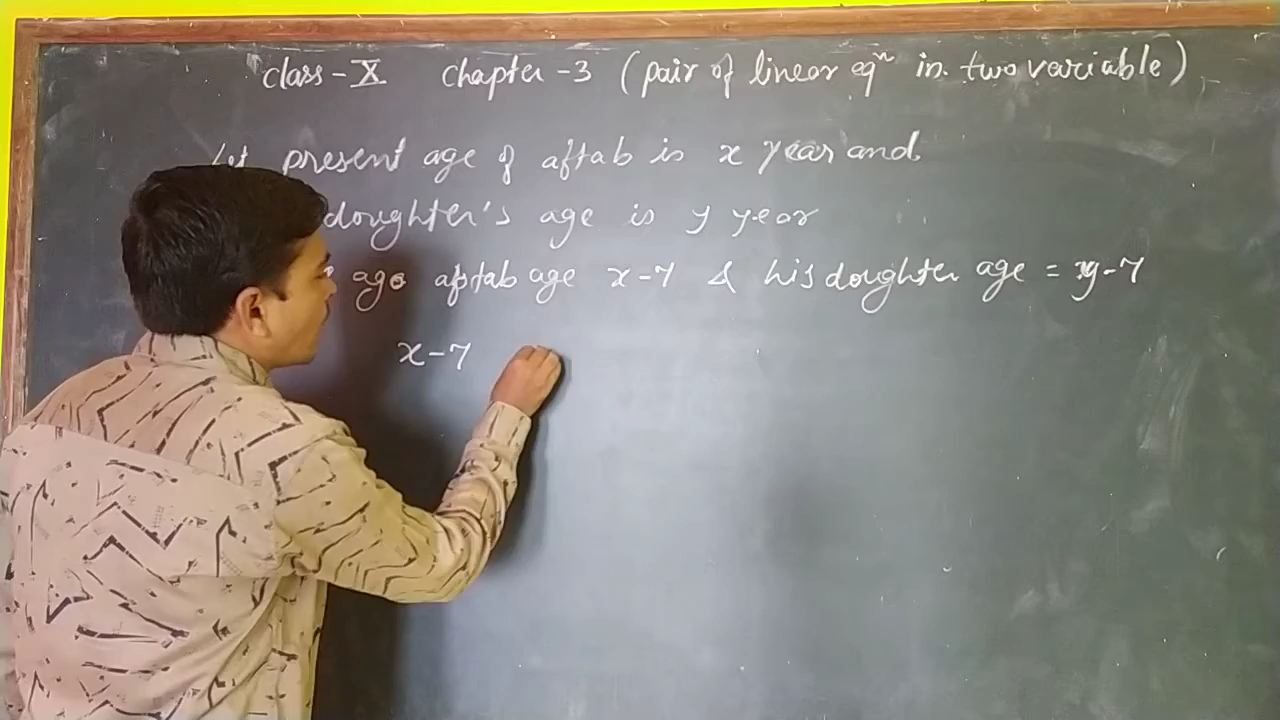 class - X chapter - 3 (pair of linear eqⁿ in two variable)
Let present age of aftab is x year and
doughter's age is y year
ago aftab age x-7 & his doughter age = y-7
x-7